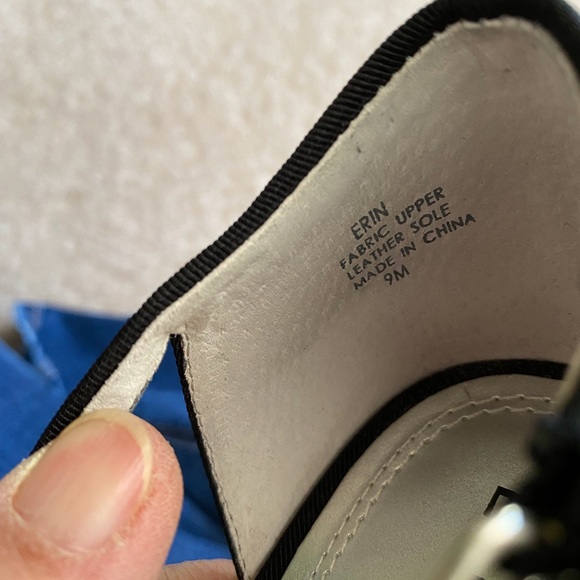 ERIN
FABRIC UPPER
LEATHER SOLE
MADE IN CHINA
9M